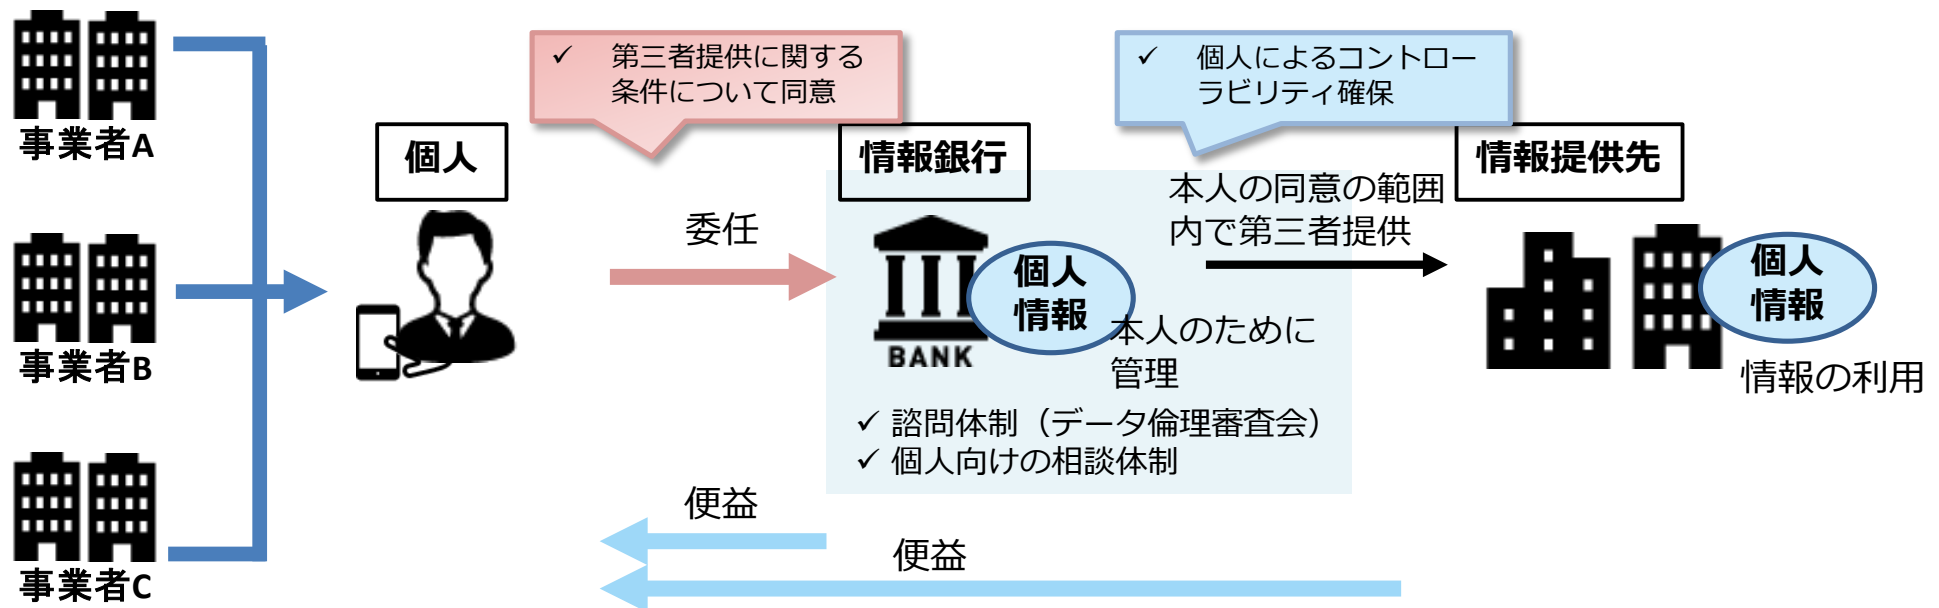 事業者A
事業者B
事業者C
個人
✓ 第三者提供に関する
条件について同意
委任
情報銀行
BANK
個人
情報
本人のために
管理
✓ 諮問体制（データ倫理審査会）
✓ 個人向けの相談体制
✓ 個人によるコントロー
ラビリティ確保
本人の同意の範囲
内で第三者提供
情報提供先
個人
情報
情報の利用
便益
便益